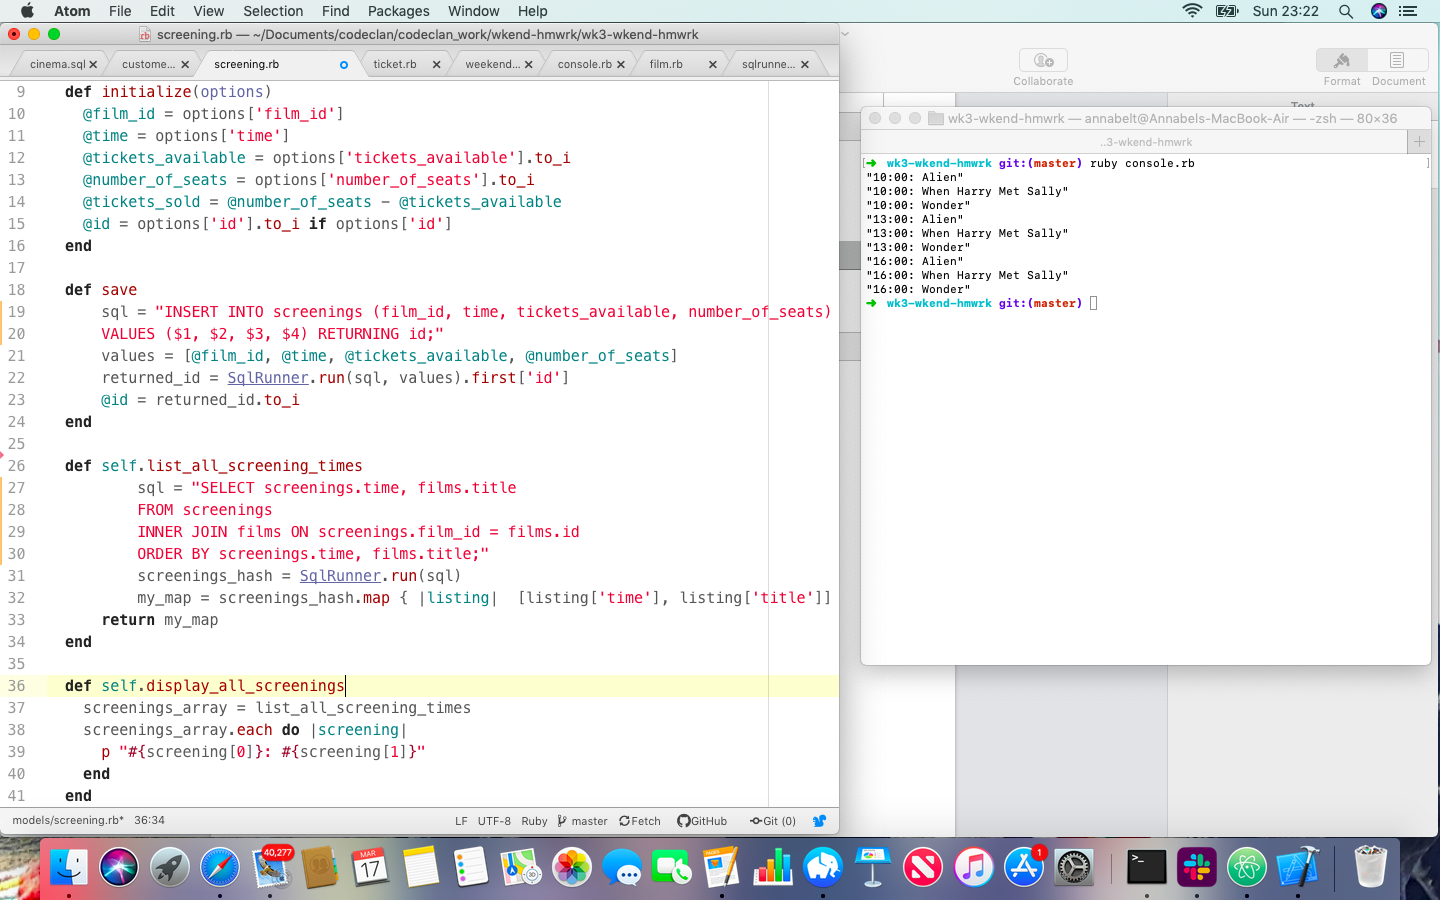 Atom File Edit View Selection Find Packages Window Help Sun 23:22
screening.rb — ~/Documents/codeclan/codeclan_work/wkend-hmwrk/wk3-wkend-hmwrk
cinema.sql custome... screening.rb ticket.rb weekend... console.rb film.rb sqlrunne...
9 def initialize(options)
10 @film_id = options['film_id']
11 @time = options['time']
12 @tickets_available = options['tickets_available'].to_i
13 @number_of_seats = options['number_of_seats'].to_i
14 @tickets_sold = @number_of_seats - @tickets_available
15 @id = options['id'].to_i if options['id']
16 end
17
18 def save
19 sql = "INSERT INTO screenings (film_id, time, tickets_available, number_of_seats)
20 VALUES ($1, $2, $3, $4) RETURNING id;"
21 values = [@film_id, @time, @tickets_available, @number_of_seats]
22 returned_id = SqlRunner.run(sql, values).first['id']
23 @id = returned_id.to_i
24 end
25
26 def self.list_all_screening_times
27 sql = "SELECT screenings.time, films.title
28 FROM screenings
29 INNER JOIN films ON screenings.film_id = films.id
30 ORDER BY screenings.time, films.title;"
31 screenings_hash = SqlRunner.run(sql)
32 my_map = screenings_hash.map { |listing| [listing['time'], listing['title']]
33 return my_map
34 end
35
36 def self.display_all_screenings
37 screenings_array = list_all_screening_times
38 screenings_array.each do |screening|
39 p "#{screening[0]}: #{screening[1]}"
40 end
41 end
models/screening.rb* 36:34 LF UTF-8 Ruby master Fetch GitHub Git (0)
Collaborate Format Document
Text
wk3-wkend-hmwrk — annabelt@Annabels-MacBook-Air — -zsh — 80×36
..3-wkend-hmwrk
[➜ wk3-wkend-hmwrk git:(master) ruby console.rb ]
"10:00: Alien"
"10:00: When Harry Met Sally"
"10:00: Wonder"
"13:00: Alien"
"13:00: When Harry Met Sally"
"13:00: Wonder"
"16:00: Alien"
"16:00: When Harry Met Sally"
"16:00: Wonder"
➜ wk3-wkend-hmwrk git:(master)
40,277
MAR
17
1